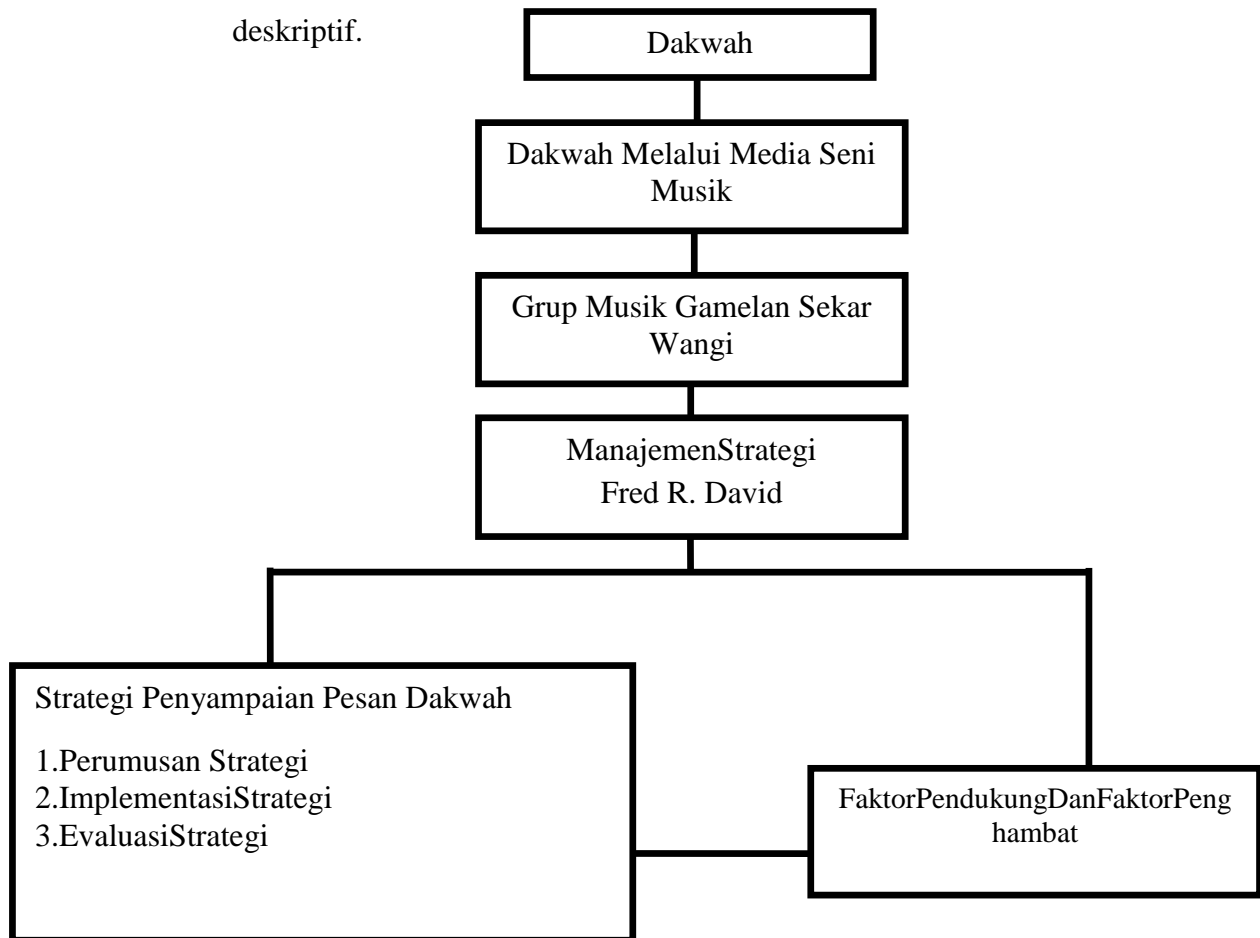 deskriptif.
Dakwah
Dakwah Melalui Media Seni
Musik
Grup Musik Gamelan Sekar
Wangi
ManajemenStrategi
Fred R. David
Strategi Penyampaian Pesan Dakwah
1.Perumusan Strategi
2.ImplementasiStrategi
3.EvaluasiStrategi
FaktorPendukungDanFaktorPeng
hambat